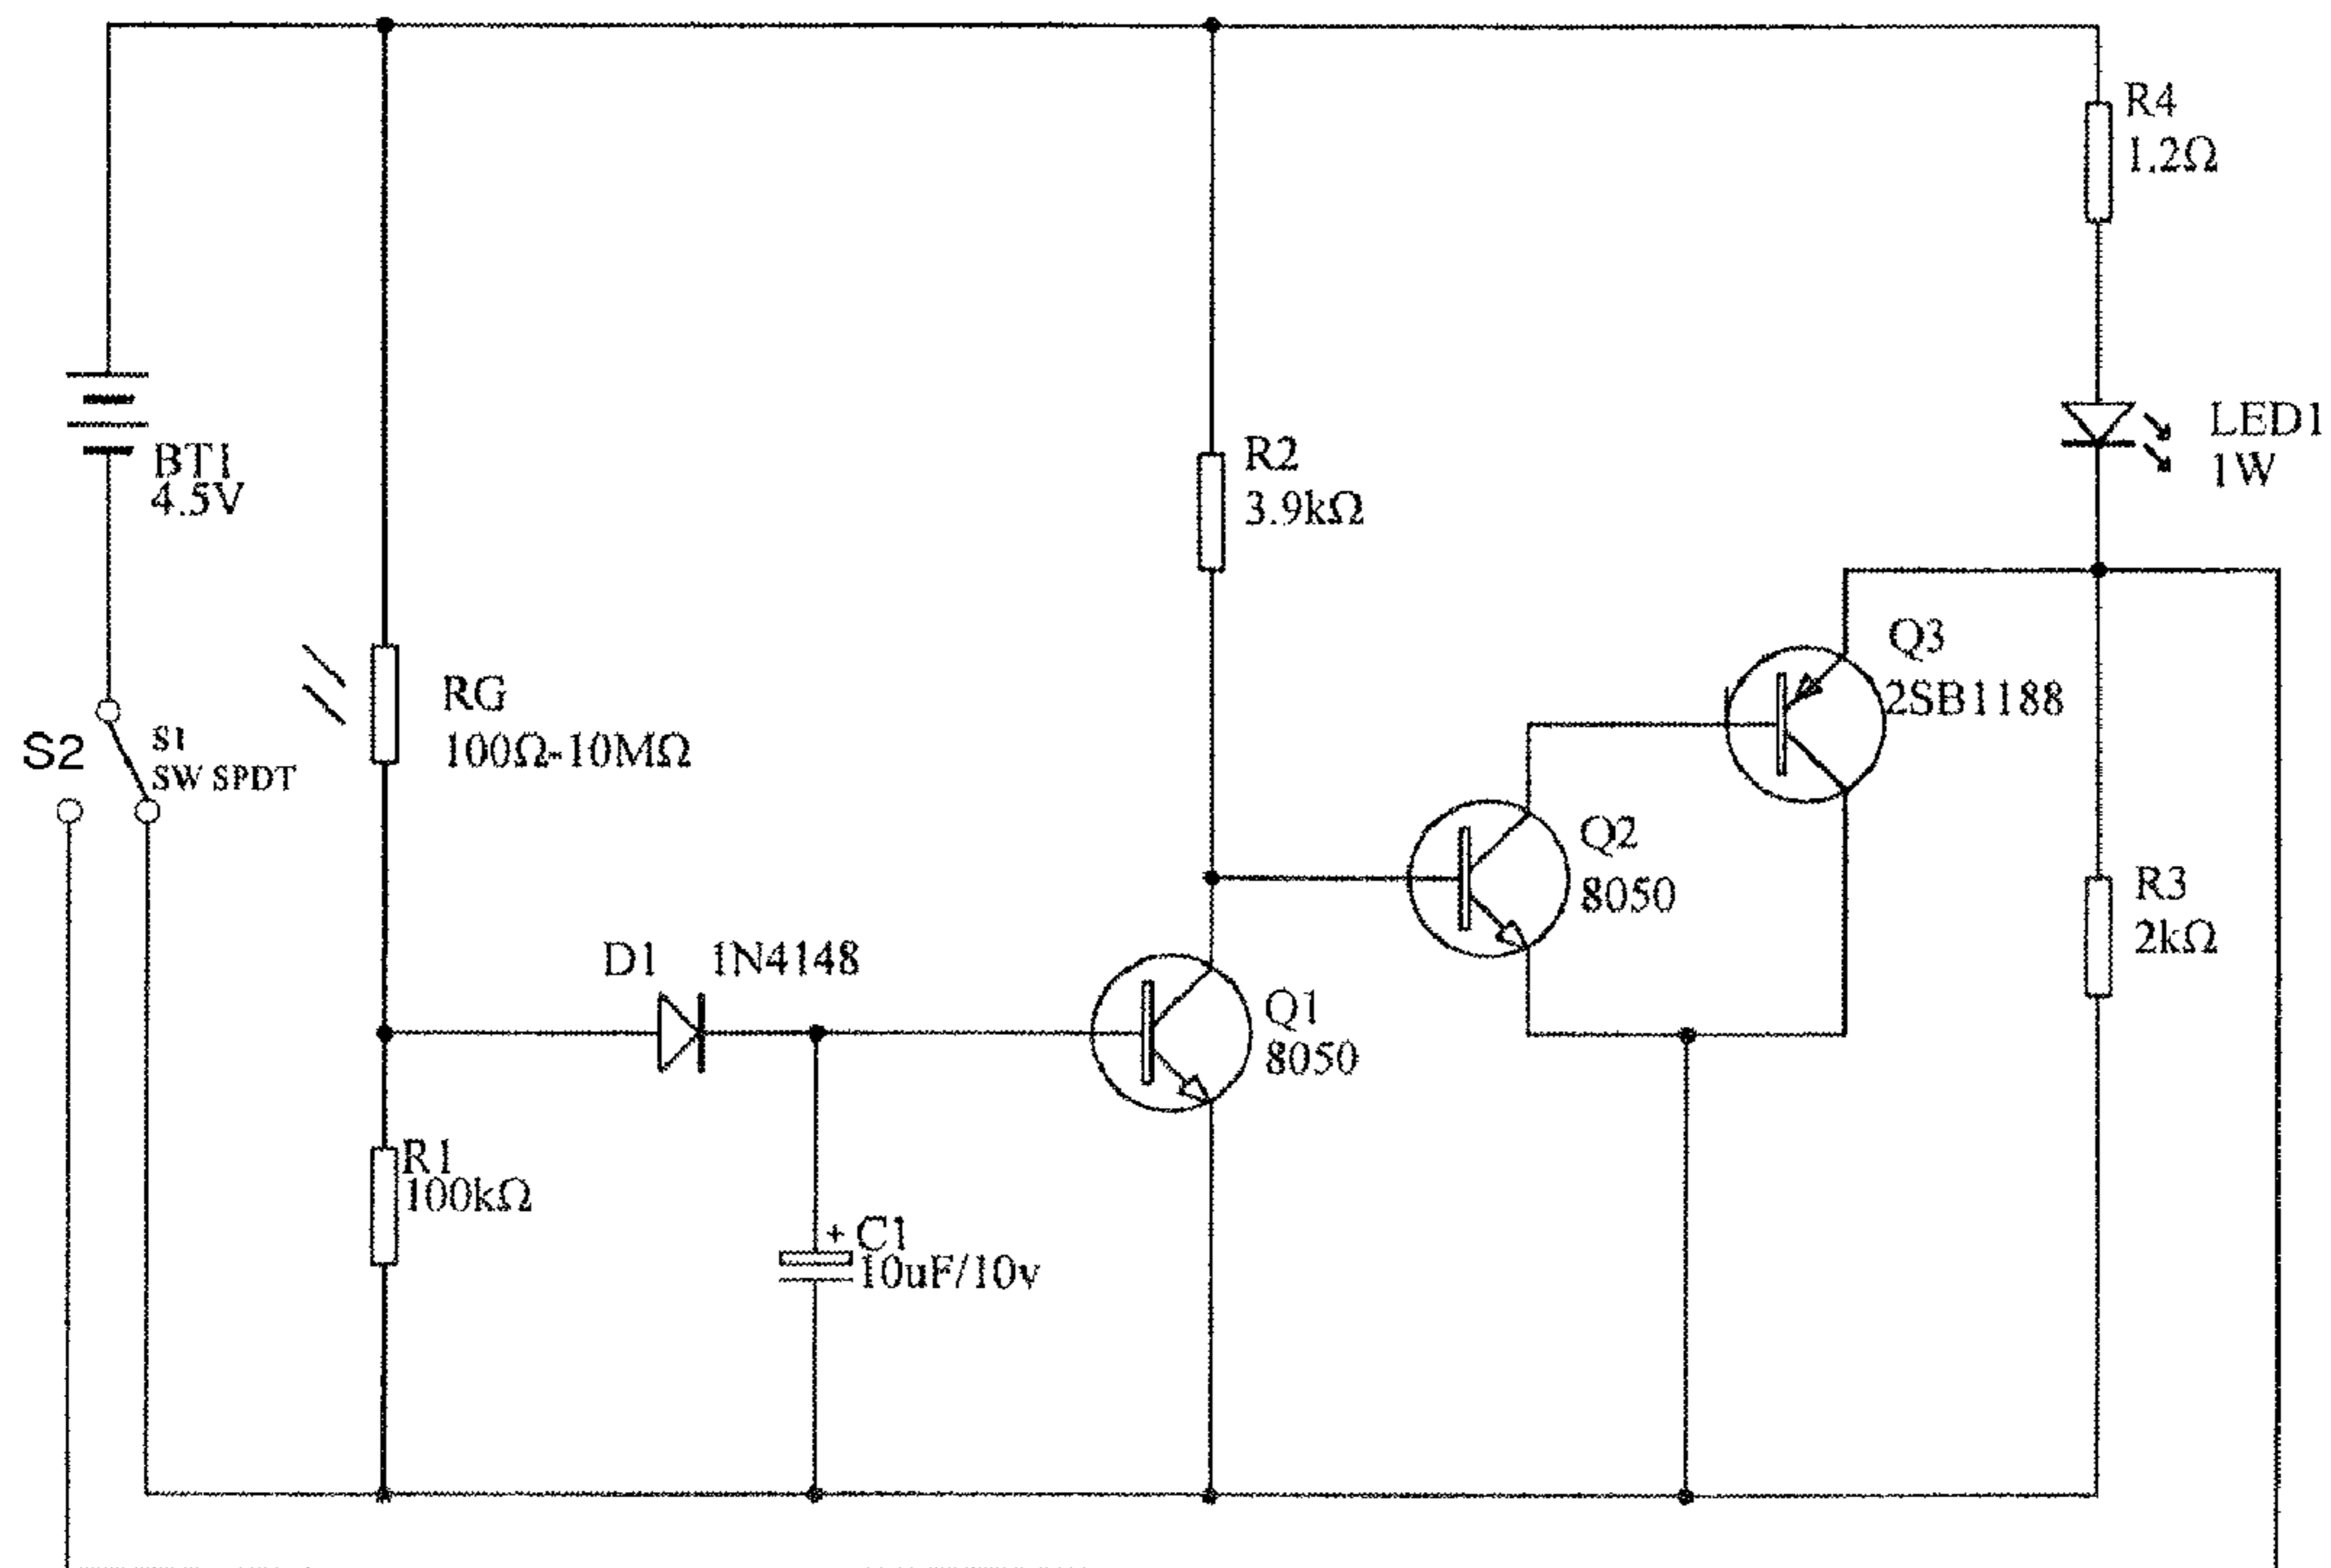 R4
1.2Ω
LED1
1W
BT1
4.5V
R2
3.9kΩ
Q3
2SB1188
RG
100Ω-10MΩ
S2
S1
SW SPDT
Q2
8050
R3
2kΩ
D1 1N4148
Q1
8050
R1
100kΩ
+ C1
10uF/10v